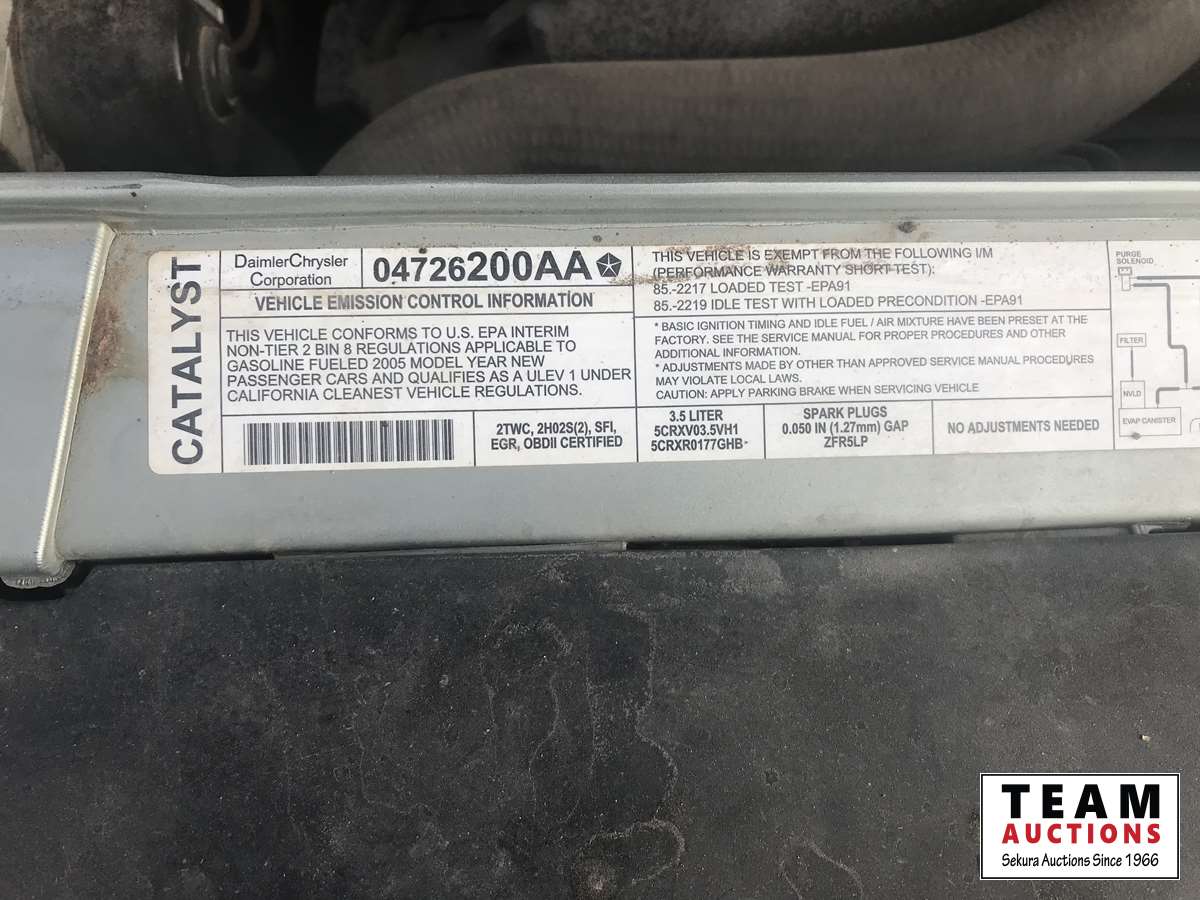 CATALYST
DaimlerChrysler
Corporation
04726200AA
VEHICLE EMISSION CONTROL INFORMATION
THIS VEHICLE CONFORMS TO U.S. EPA INTERIM
NON-TIER 2 BIN 8 REGULATIONS APPLICABLE TO
GASOLINE FUELED 2005 MODEL YEAR NEW
PASSENGER CARS AND QUALIFIES AS A ULEV 1 UNDER
CALIFORNIA CLEANEST VEHICLE REGULATIONS.
2TWC, 2H02S(2), SFI,
EGR, OBDII CERTIFIED
THIS VEHICLE IS EXEMPT FROM THE FOLLOWING I/M
(PERFORMANCE WARRANTY SHORT TEST):
85.-2217 LOADED TEST -EPA91
85.-2219 IDLE TEST WITH LOADED PRECONDITION -EPA91
* BASIC IGNITION TIMING AND IDLE FUEL / AIR MIXTURE HAVE BEEN PRESET AT THE
FACTORY. SEE THE SERVICE MANUAL FOR PROPER PROCEDURES AND OTHER
ADDITIONAL INFORMATION.
* ADJUSTMENTS MADE BY OTHER THAN APPROVED SERVICE MANUAL PROCEDURES
MAY VIOLATE LOCAL LAWS.
CAUTION: APPLY PARKING BRAKE WHEN SERVICING VEHICLE
3.5 LITER
5CRXV03.5VH1
5CRXR0177GHB
SPARK PLUGS
0.050 IN (1.27mm) GAP
ZFR5LP
NO ADJUSTMENTS NEEDED
PURGE
SOLENOID
FILTER
NVLD
EVAP CANISTER
TEAM
AUCTIONS
Sekura Auctions Since 1966